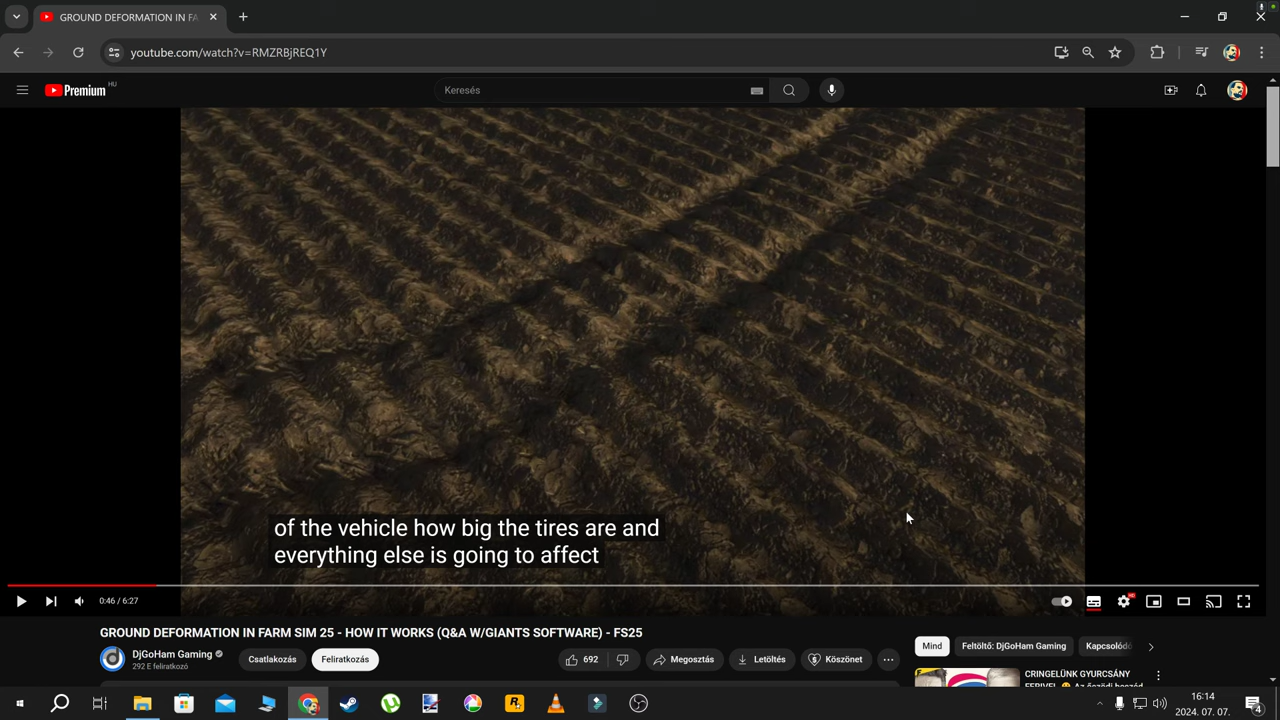 GROUND DEFORMATION IN FA
youtube.com/watch?v=RMZRBjREQ1Y
Premium HU
Keresés
of the vehicle how big the tires are and
everything else is going to affect
0:46 / 6:27
HD
GROUND DEFORMATION IN FARM SIM 25 - HOW IT WORKS (Q&A W/GIANTS SOFTWARE) - FS25
DjGoHam Gaming
292 E feliratkozó
Csatlakozás
Feliratkozás
692
Megosztás
Letöltés
Köszönet
Mind
Feltöltő: DjGoHam Gaming
Kapcsolódó
CRINGELÜNK GYURCSÁNY
16:14
2024. 07. 07.
4